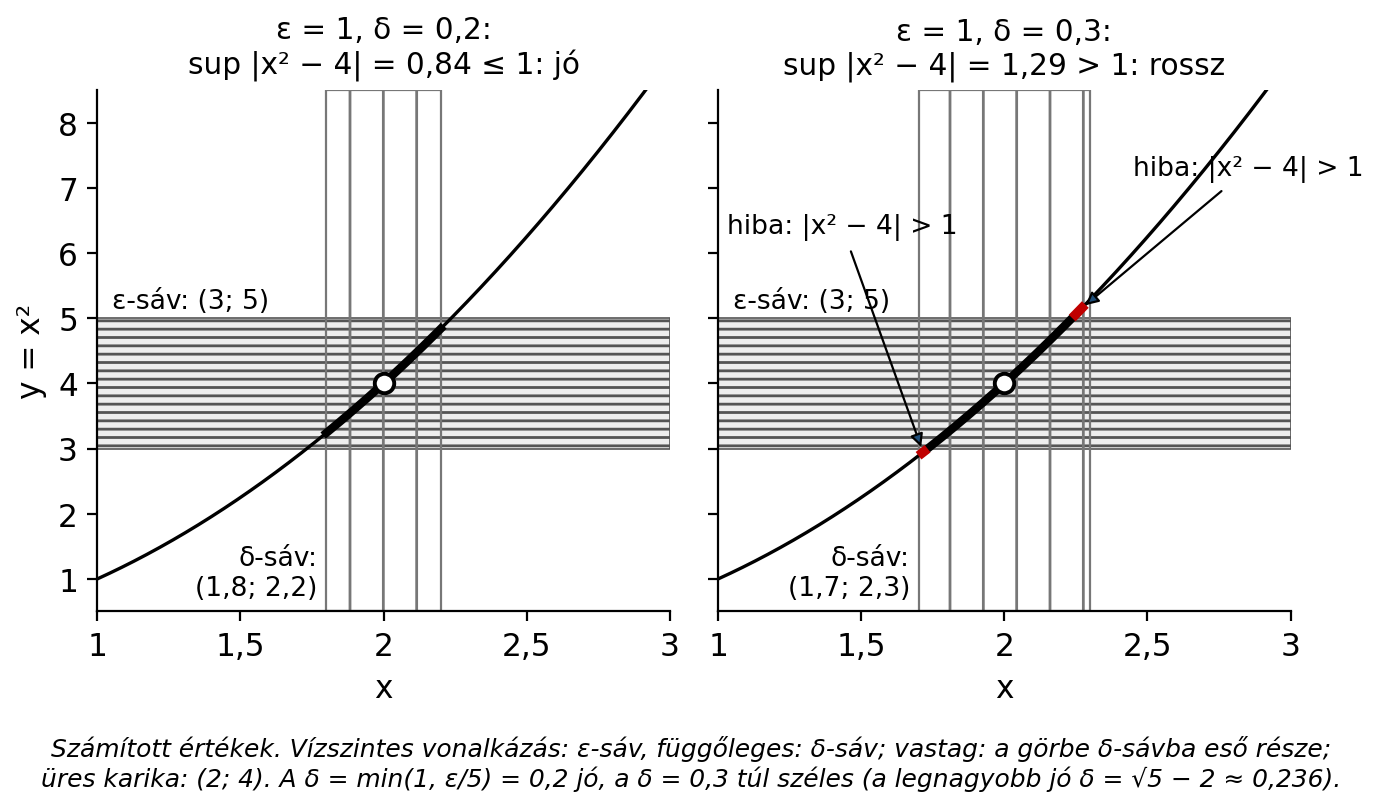 ε = 1, δ = 0,2:
sup |x² − 4| = 0,84 ≤ 1: jó
8
7
6
5
4
3
2
1
y = x²
ε-sáv: (3; 5)
δ-sáv:
(1,8; 2,2)
1
1,5
2
2,5
3
x
ε = 1, δ = 0,3:
sup |x² − 4| = 1,29 > 1: rossz
hiba: |x² − 4| > 1
hiba: |x² − 4| > 1
ε-sáv: (3; 5)
δ-sáv:
(1,7; 2,3)
1
1,5
2
2,5
3
x
Számított értékek. Vízszintes vonalkázás: ε-sáv, függőleges: δ-sáv; vastag: a görbe δ-sávba eső része;
üres karika: (2; 4). A δ = min(1, ε/5) = 0,2 jó, a δ = 0,3 túl széles (a legnagyobb jó δ = √5 − 2 ≈ 0,236).